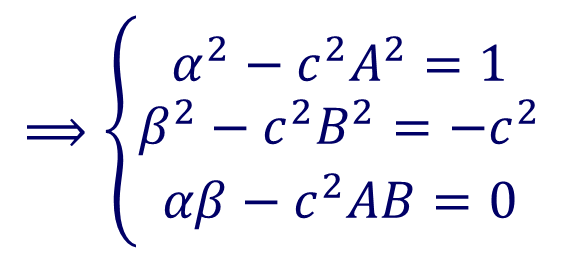 α² − c²A² = 1
⟹ { β² − c²B² = −c²
αβ − c²AB = 0